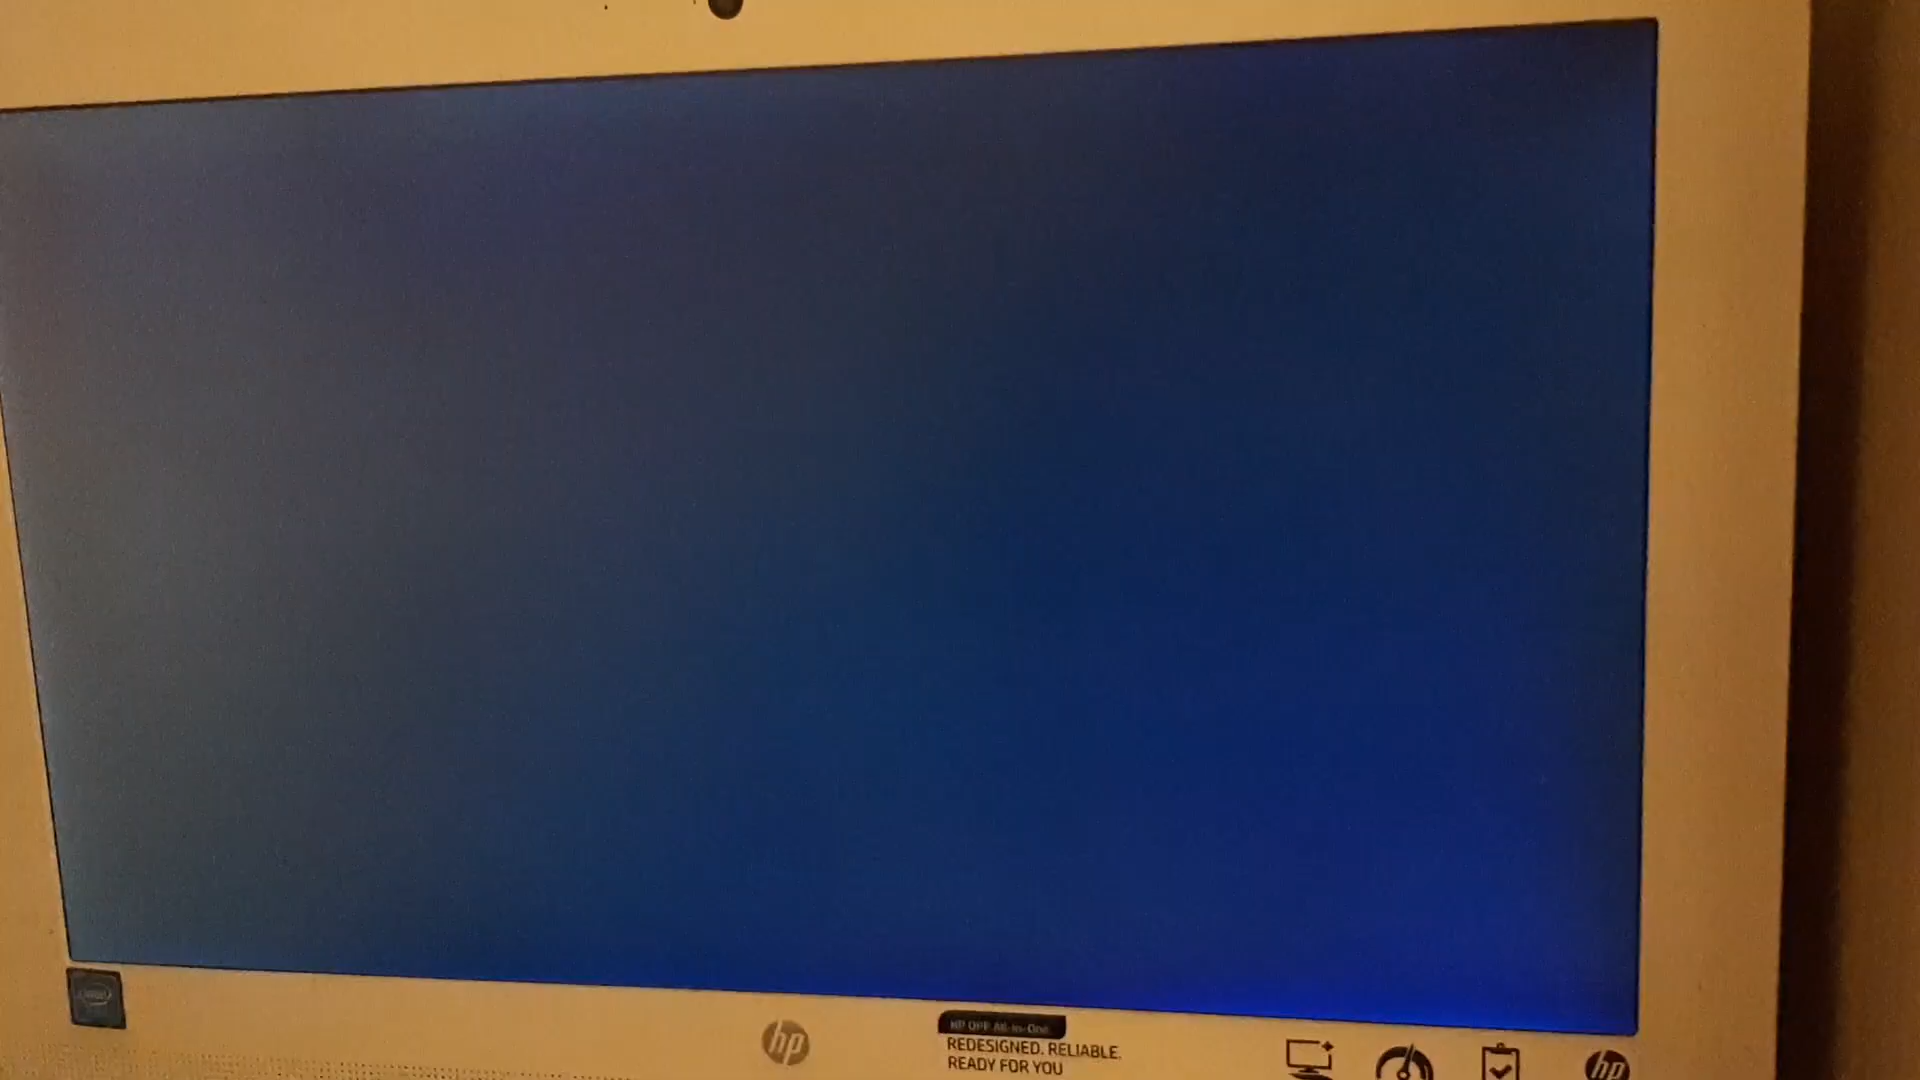 hp
HP OPP All-in-One
REDESIGNED. RELIABLE.
READY FOR YOU
hp